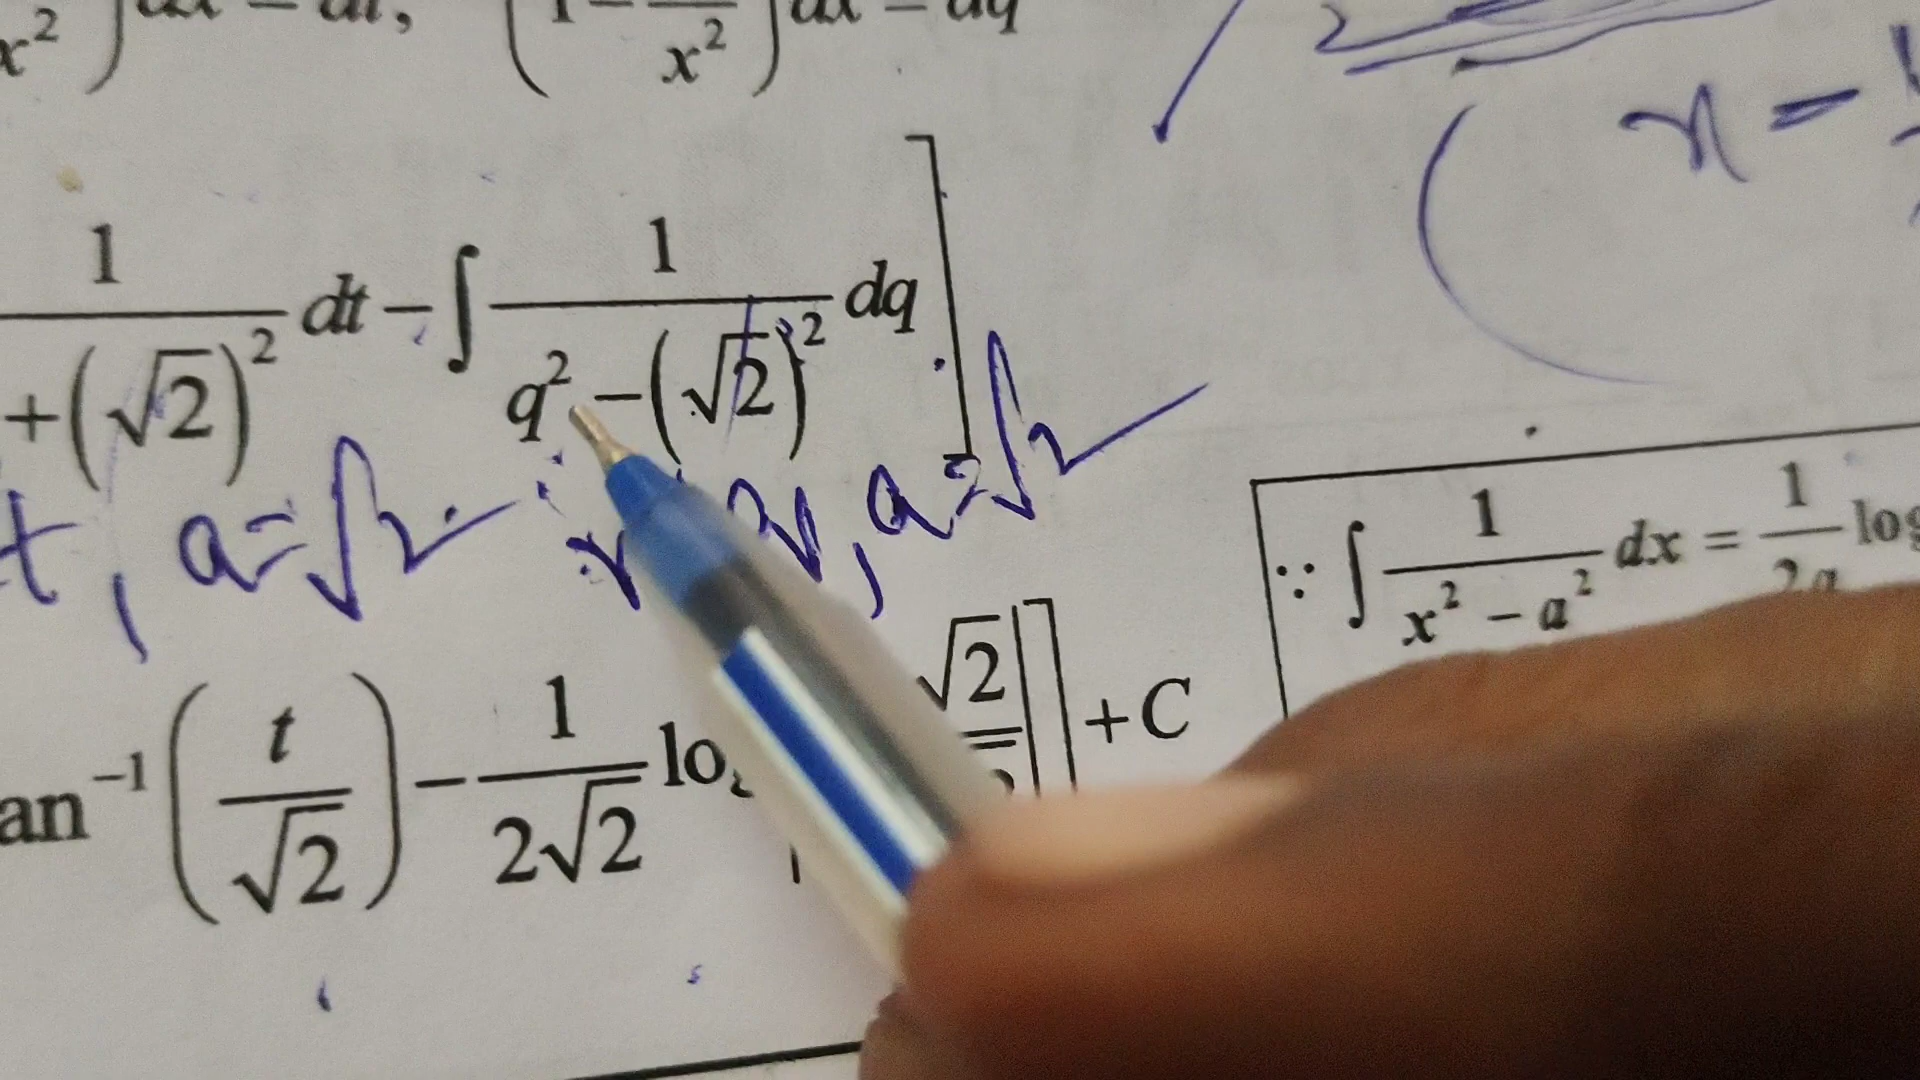 x²) dx = dt, (1 − 1/x²) dx = dq
x =
1/( + (√2)²) dt − ∫ 1/(q² − (√2)²) dq ]
t, a = √2 x q, a = √2
∵ ∫ 1/(x² − a²) dx = 1/2a log
an⁻¹ (t/√2) − 1/(2√2) lo √2 |]] + C